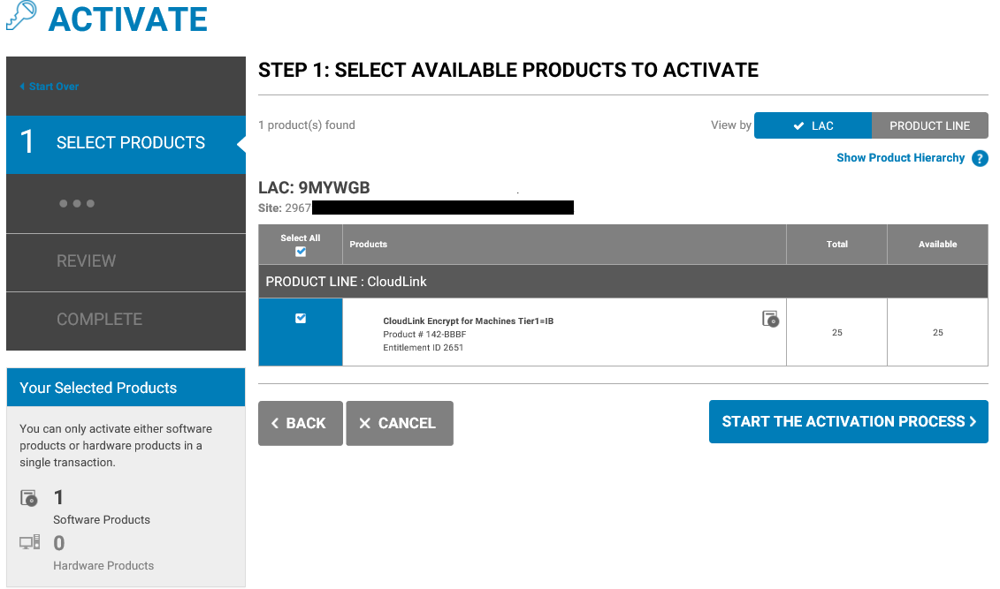 ACTIVATE
Start Over
1 SELECT PRODUCTS
REVIEW
COMPLETE
Your Selected Products
You can only activate either software
products or hardware products in a
single transaction.
1
Software Products
0
Hardware Products
STEP 1: SELECT AVAILABLE PRODUCTS TO ACTIVATE
1 product(s) found
View by LAC PRODUCT LINE
Show Product Hierarchy ?
LAC: 9MYWGB
Site: 2967
Select All Products Total Available
PRODUCT LINE : CloudLink
CloudLink Encrypt for Machines Tier1=IB
Product # 142-BBBF
Entitlement ID 2651
25 25
BACK CANCEL START THE ACTIVATION PROCESS